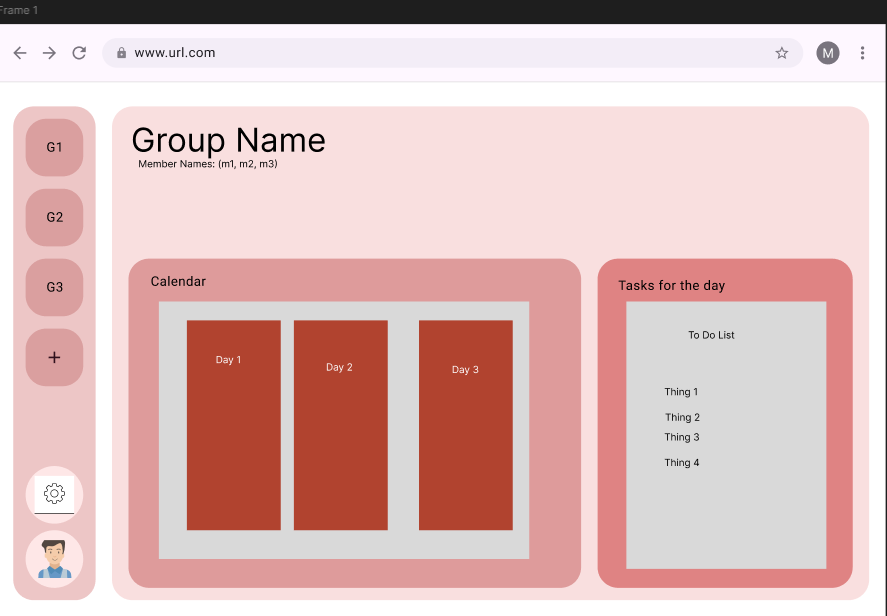 Frame 1
www.url.com
M
G1
G2
G3
+
Group Name
Member Names: (m1, m2, m3)
Calendar
Day 1
Day 2
Day 3
Tasks for the day
To Do List
Thing 1
Thing 2
Thing 3
Thing 4